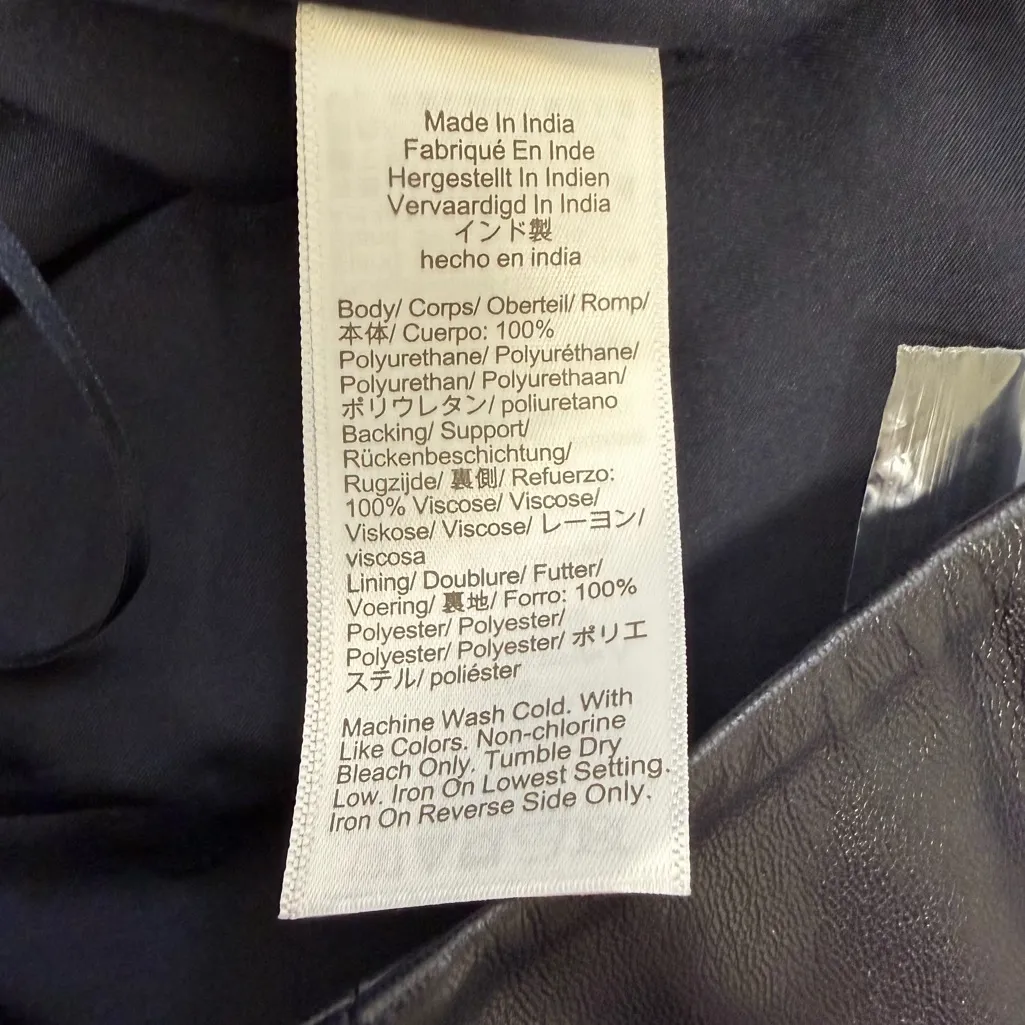 Made In India
Fabriqué En Inde
Hergestellt In Indien
Vervaardigd In India
インド製
hecho en india
Body/ Corps/ Oberteil/ Romp/
本体/ Cuerpo: 100%
Polyurethane/ Polyuréthane/
Polyurethan/ Polyurethaan/
ポリウレタン/ poliuretano
Backing/ Support/
Rückenbeschichtung/
Rugzijde/ 裏側/ Refuerzo:
100% Viscose/ Viscose/
Viskose/ Viscose/ レーヨン/
viscosa
Lining/ Doublure/ Futter/
Voering/ 裏地/ Forro: 100%
Polyester/ Polyester/
Polyester/ Polyester/ ポリエ
ステル/ poliéster
Machine Wash Cold. With
Like Colors. Non-chlorine
Bleach Only. Tumble Dry
Low. Iron On Lowest Setting.
Iron On Reverse Side Only.